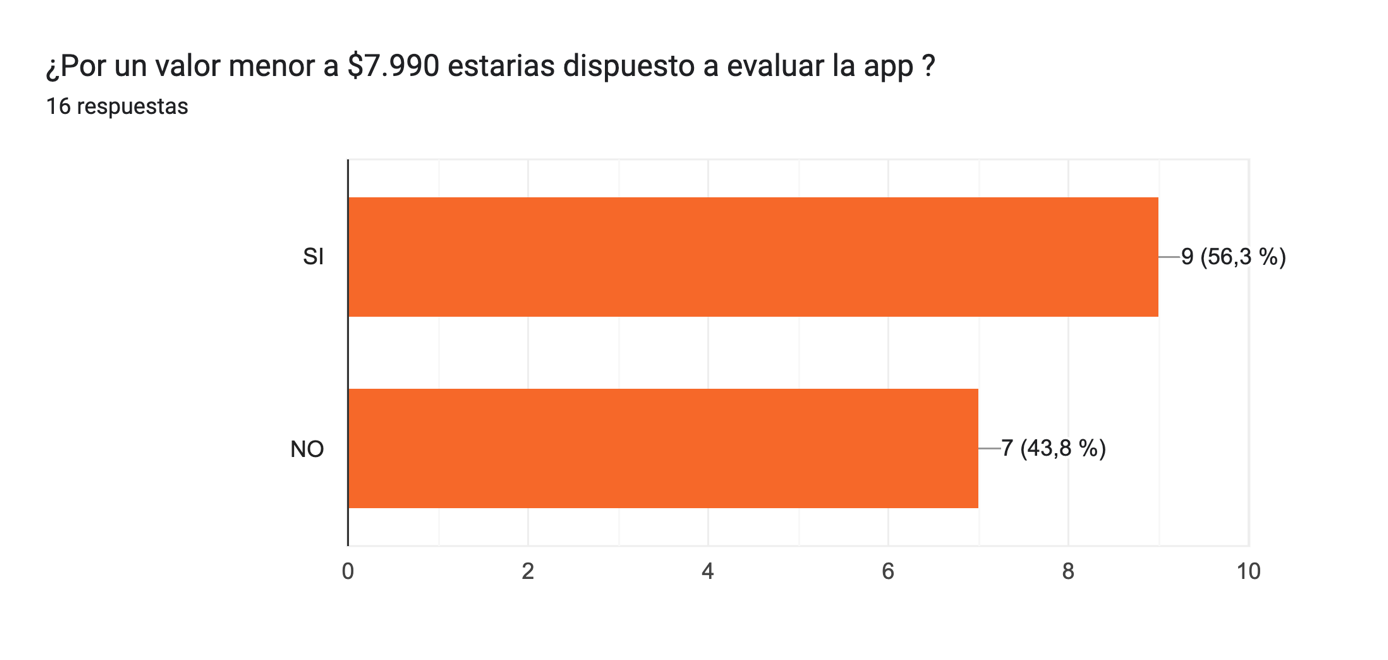 ¿Por un valor menor a $7.990 estarias dispuesto a evaluar la app ?
16 respuestas
SI
9 (56,3 %)
NO
7 (43,8 %)
0 2 4 6 8 10